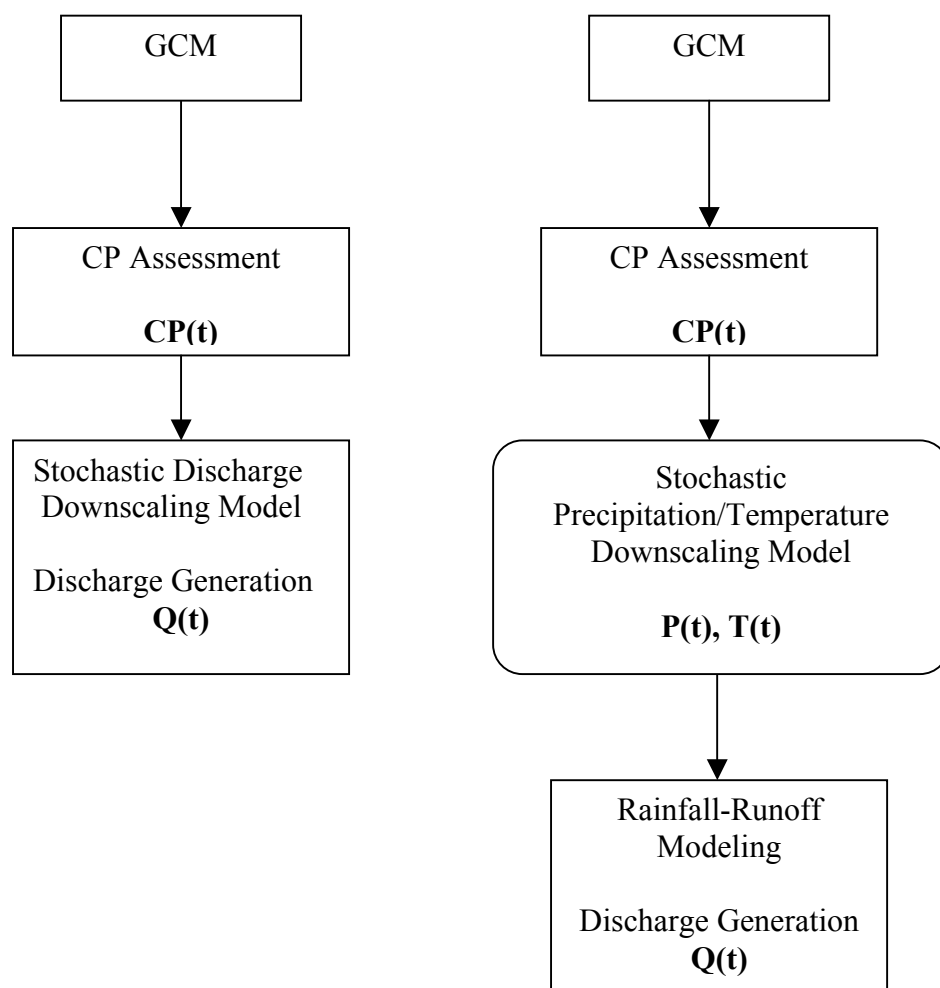 GCM
CP Assessment
CP(t)
Stochastic Discharge
Downscaling Model
Discharge Generation
Q(t)
GCM
CP Assessment
CP(t)
Stochastic
Precipitation/Temperature
Downscaling Model
P(t), T(t)
Rainfall-Runoff
Modeling
Discharge Generation
Q(t)